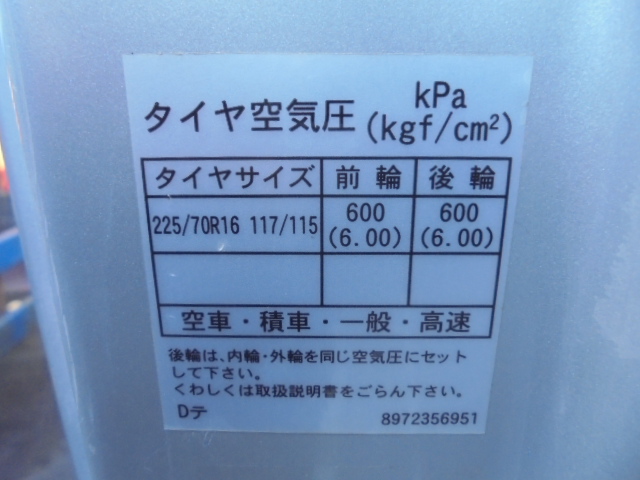 タイヤ空気圧 kPa (kgf/cm²)
タイヤサイズ 前輪 後輪
225/70R16 117/115 600 (6.00) 600 (6.00)
空車・積車・一般・高速
後輪は、内輪・外輪を同じ空気圧にセット
して下さい。
くわしくは取扱説明書をごらん下さい。
Dテ 8972356951